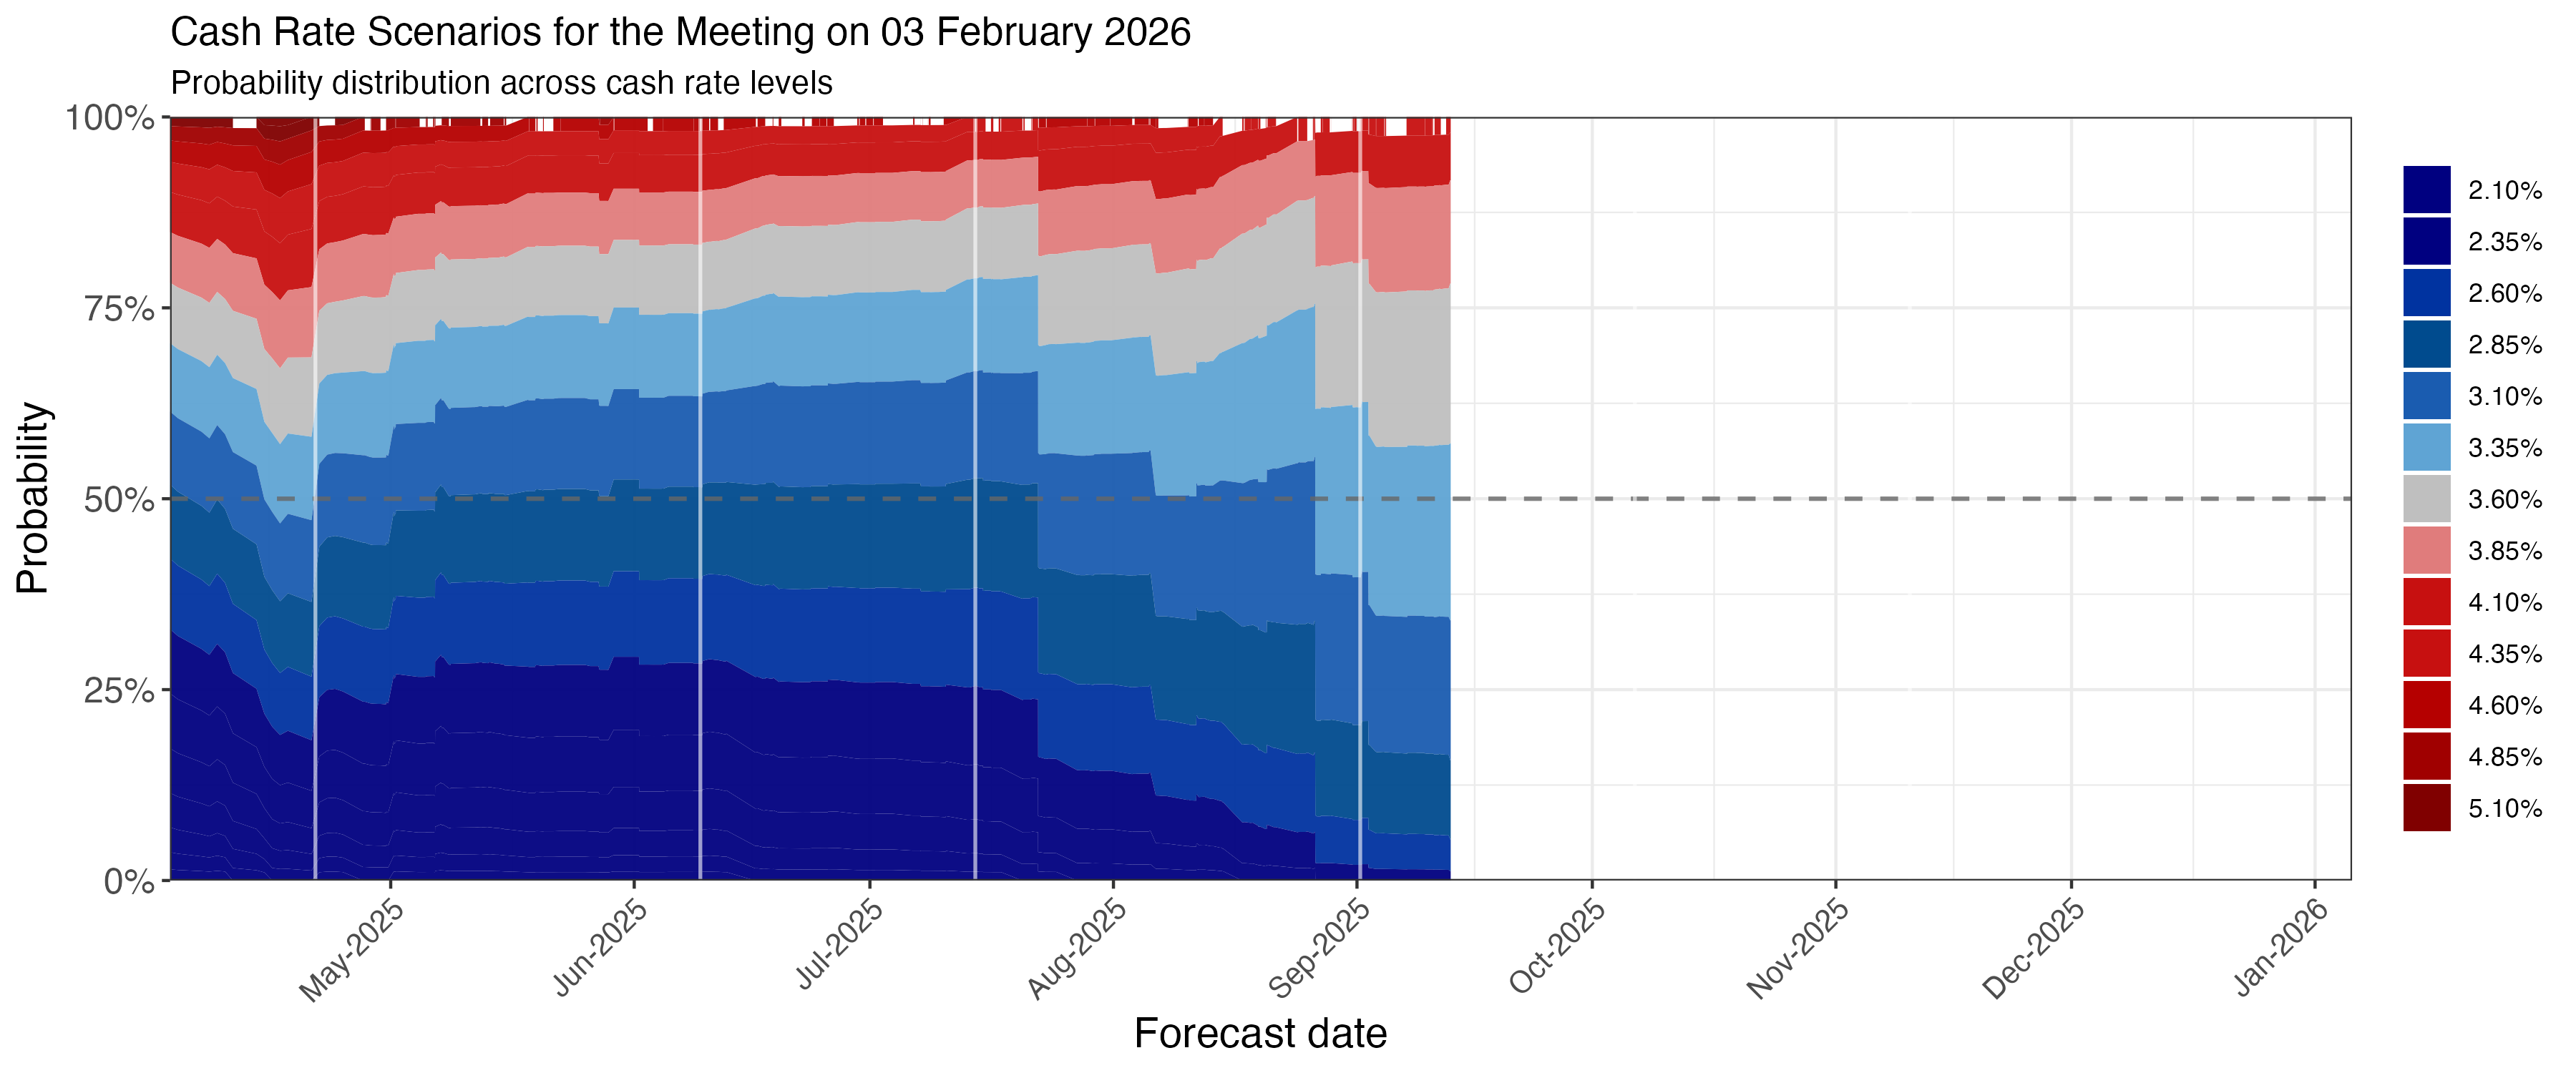 Cash Rate Scenarios for the Meeting on 03 February 2026
Probability distribution across cash rate levels
100%
75%
50%
25%
0%
Probability
May-2025
Jun-2025
Jul-2025
Aug-2025
Sep-2025
Oct-2025
Nov-2025
Dec-2025
Jan-2026
Forecast date
2.10%
2.35%
2.60%
2.85%
3.10%
3.35%
3.60%
3.85%
4.10%
4.35%
4.60%
4.85%
5.10%